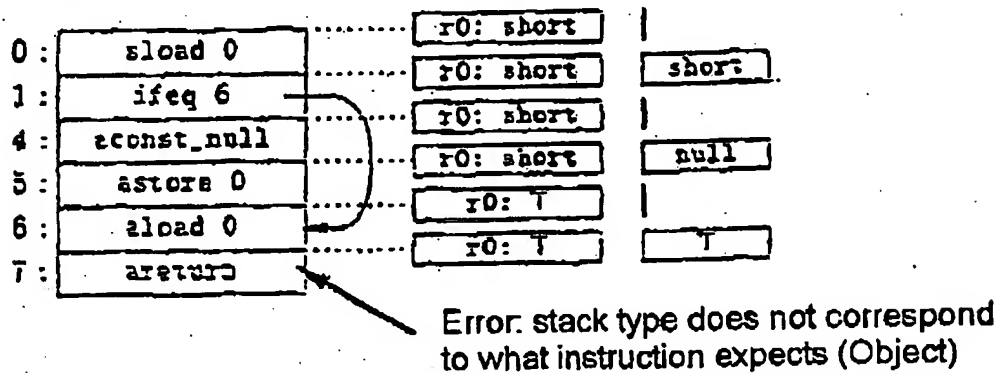 r0: short
0: sload 0
r0: short short
1: ifeq 6
r0: short
4: aconst_null
r0: short null
5: astore 0
r0: T
6: aload 0
r0: T T
7: areturn
Error: stack type does not correspond
to what instruction expects (Object)